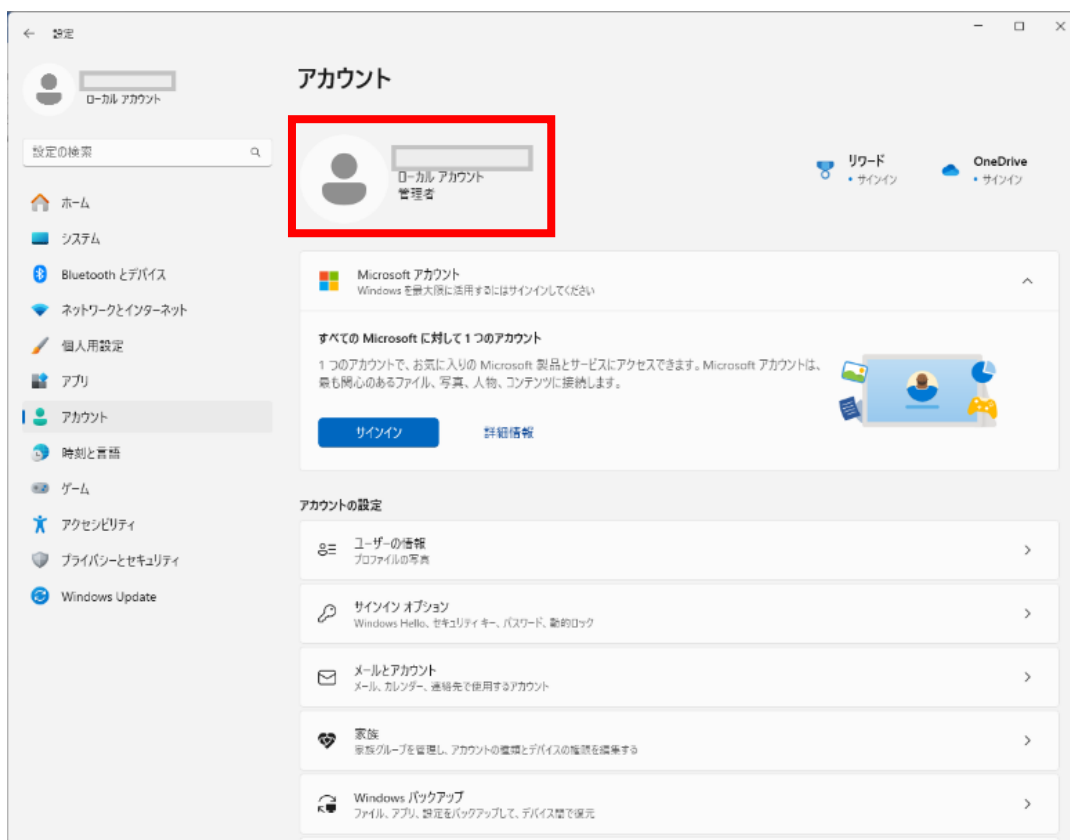 設定
ローカル アカウント
設定の検索
ホーム
システム
Bluetooth とデバイス
ネットワークとインターネット
個人用設定
アプリ
アカウント
時刻と言語
ゲーム
アクセシビリティ
プライバシーとセキュリティ
Windows Update
アカウント
ローカル アカウント
管理者
リワード
• サインイン
OneDrive
• サインイン
Microsoft アカウント
Windows を最大限に活用するにはサインインしてください
すべての Microsoft に対して 1 つのアカウント
1 つのアカウントで、お気に入りの Microsoft 製品とサービスにアクセスできます。Microsoft アカウントは、
最も関心のあるファイル、写真、人物、コンテンツに接続します。
サインイン
詳細情報
アカウントの設定
ユーザーの情報
プロファイルの写真
サインイン オプション
Windows Hello、セキュリティ キー、パスワード、動的ロック
メールとアカウント
メール、カレンダー、連絡先で使用するアカウント
家族
家族グループを管理し、アカウントの種類とデバイスの権限を編集する
Windows バックアップ
ファイル、アプリ、設定をバックアップして、デバイス間で復元